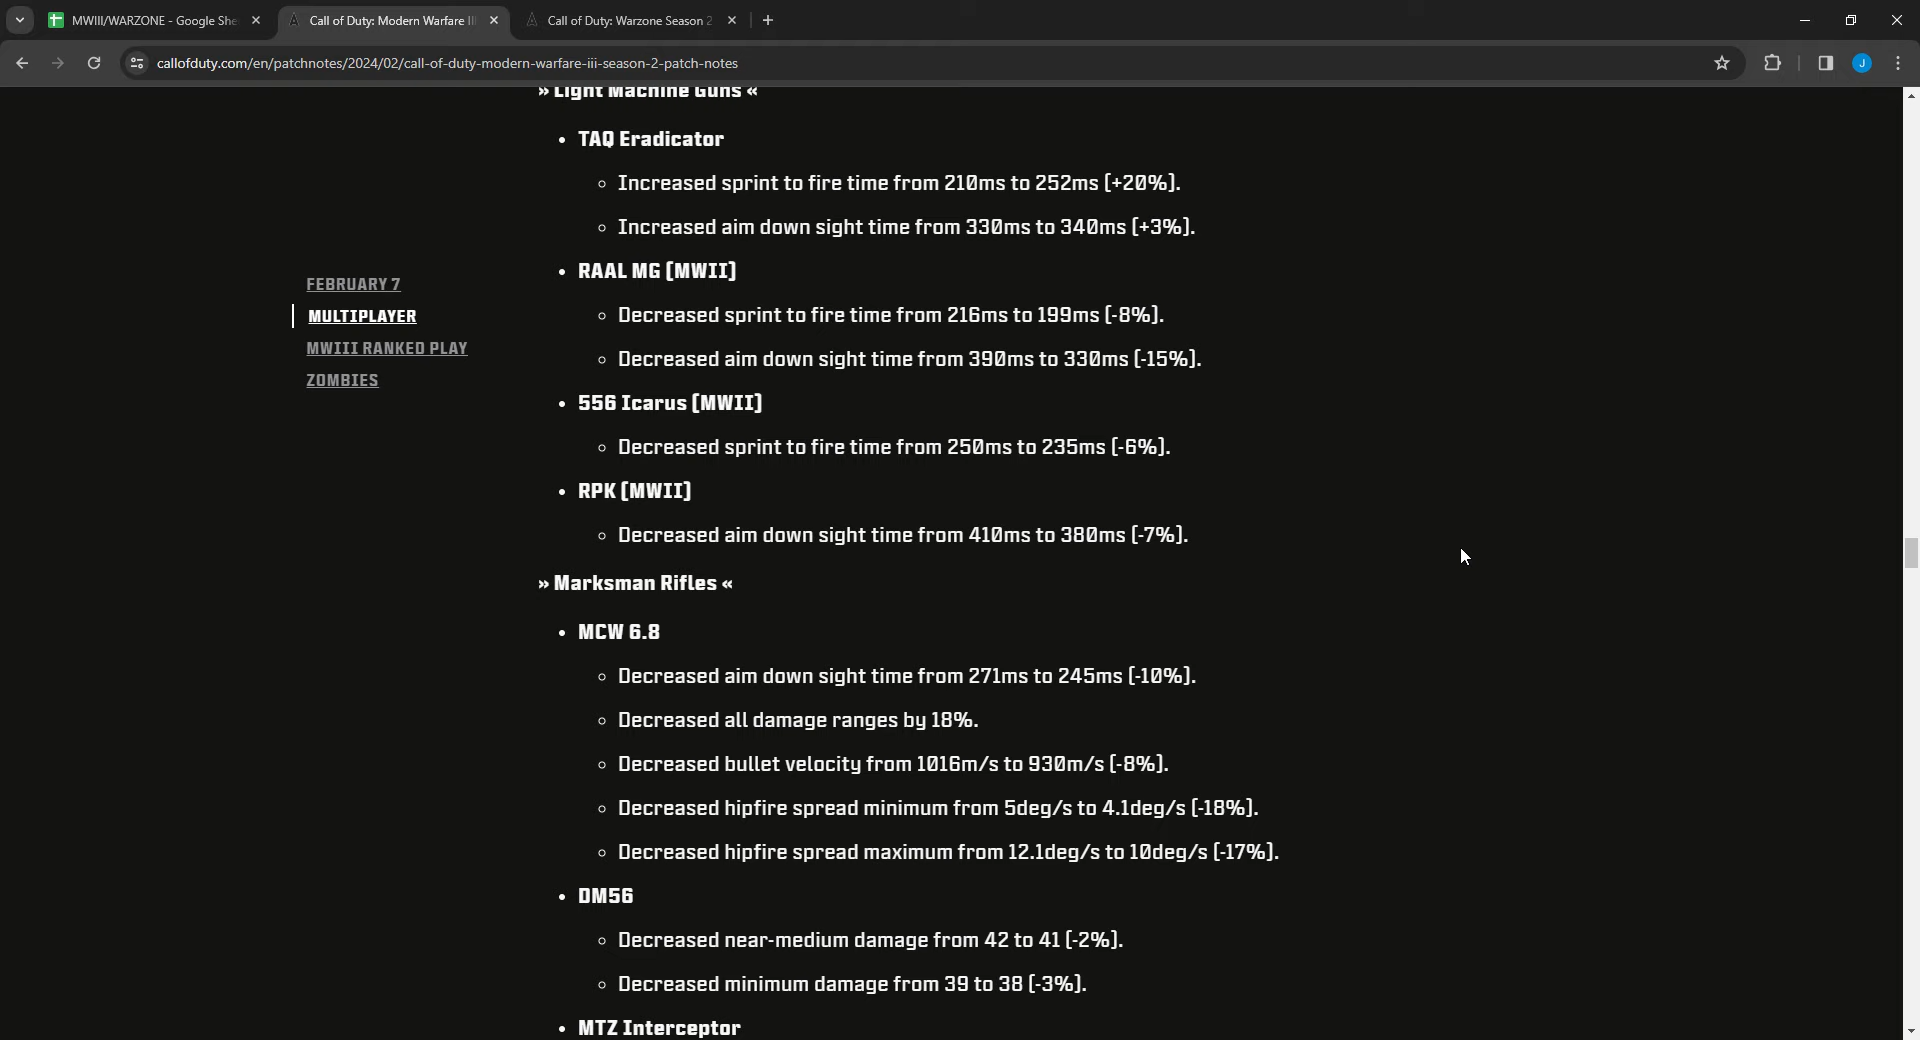 MWIII/WARZONE - Google She
Call of Duty: Modern Warfare III
Call of Duty: Warzone Season 2
callofduty.com/en/patchnotes/2024/02/call-of-duty-modern-warfare-iii-season-2-patch-notes
J
» Light Machine Guns «
• TAQ Eradicator
Increased sprint to fire time from 210ms to 252ms [+20%].
Increased aim down sight time from 330ms to 340ms [+3%].
FEBRUARY 7
MULTIPLAYER
MWIII RANKED PLAY
ZOMBIES
• RAAL MG [MWII]
Decreased sprint to fire time from 216ms to 199ms [-8%].
Decreased aim down sight time from 390ms to 330ms [-15%].
• 556 Icarus [MWII]
Decreased sprint to fire time from 250ms to 235ms [-6%].
• RPK [MWII]
Decreased aim down sight time from 410ms to 380ms [-7%].
» Marksman Rifles «
• MCW 6.8
Decreased aim down sight time from 271ms to 245ms [-10%].
Decreased all damage ranges by 18%.
Decreased bullet velocity from 1016m/s to 930m/s [-8%].
Decreased hipfire spread minimum from 5deg/s to 4.1deg/s [-18%].
Decreased hipfire spread maximum from 12.1deg/s to 10deg/s [-17%].
• DM56
Decreased near-medium damage from 42 to 41 [-2%].
Decreased minimum damage from 39 to 38 [-3%].
• MTZ Interceptor